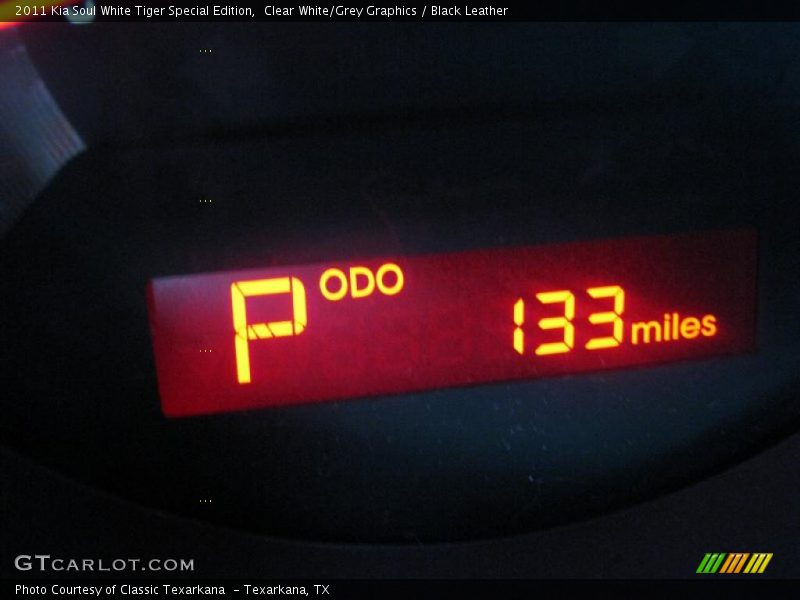 2011 Kia Soul White Tiger Special Edition,  Clear White/Grey Graphics / Black Leather
...
...
P ODO 133 miles
...
...
GTCARLOT.COM
Photo Courtesy of Classic Texarkana  - Texarkana, TX